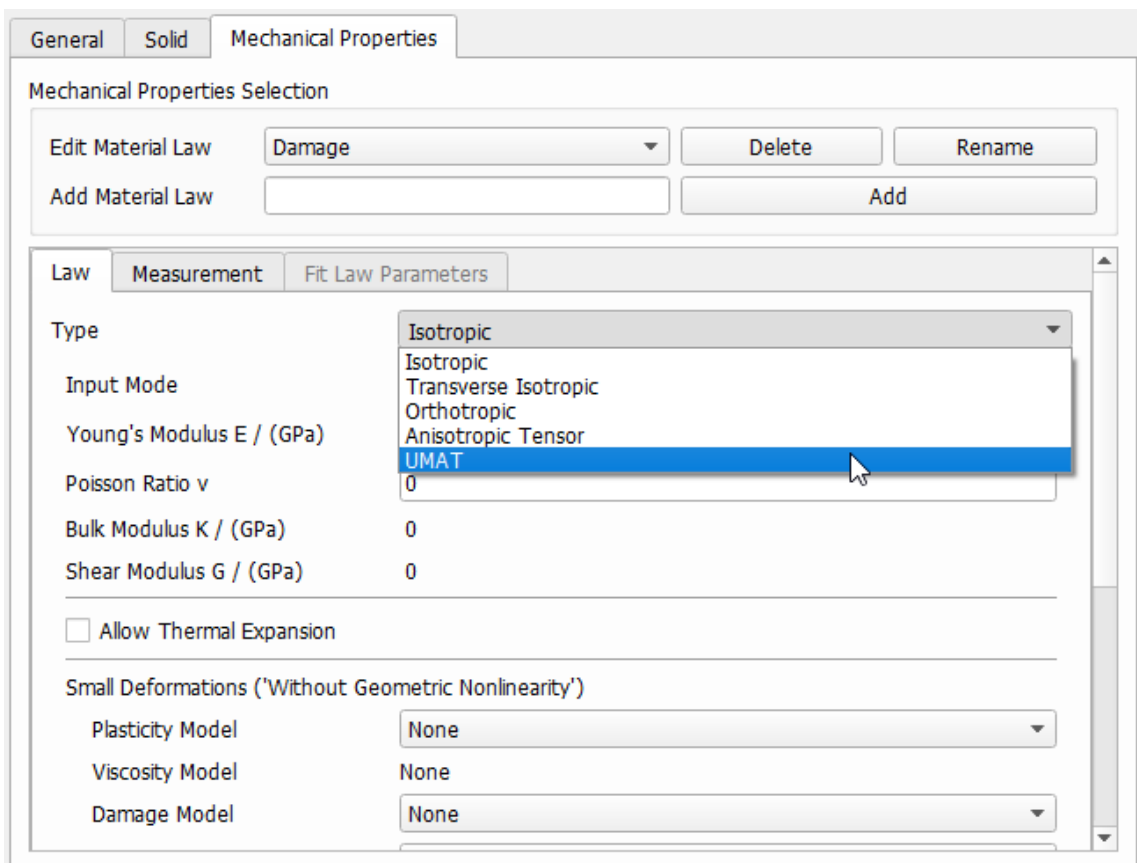 General Solid Mechanical Properties
Mechanical Properties Selection
Edit Material Law Damage Delete Rename
Add Material Law Add
Law Measurement Fit Law Parameters
Type Isotropic
Isotropic
Input Mode Transverse Isotropic
Orthotropic
Young's Modulus E / (GPa) Anisotropic Tensor
UMAT
Poisson Ratio v 0
Bulk Modulus K / (GPa) 0
Shear Modulus G / (GPa) 0
Allow Thermal Expansion
Small Deformations ('Without Geometric Nonlinearity')
Plasticity Model None
Viscosity Model None
Damage Model None